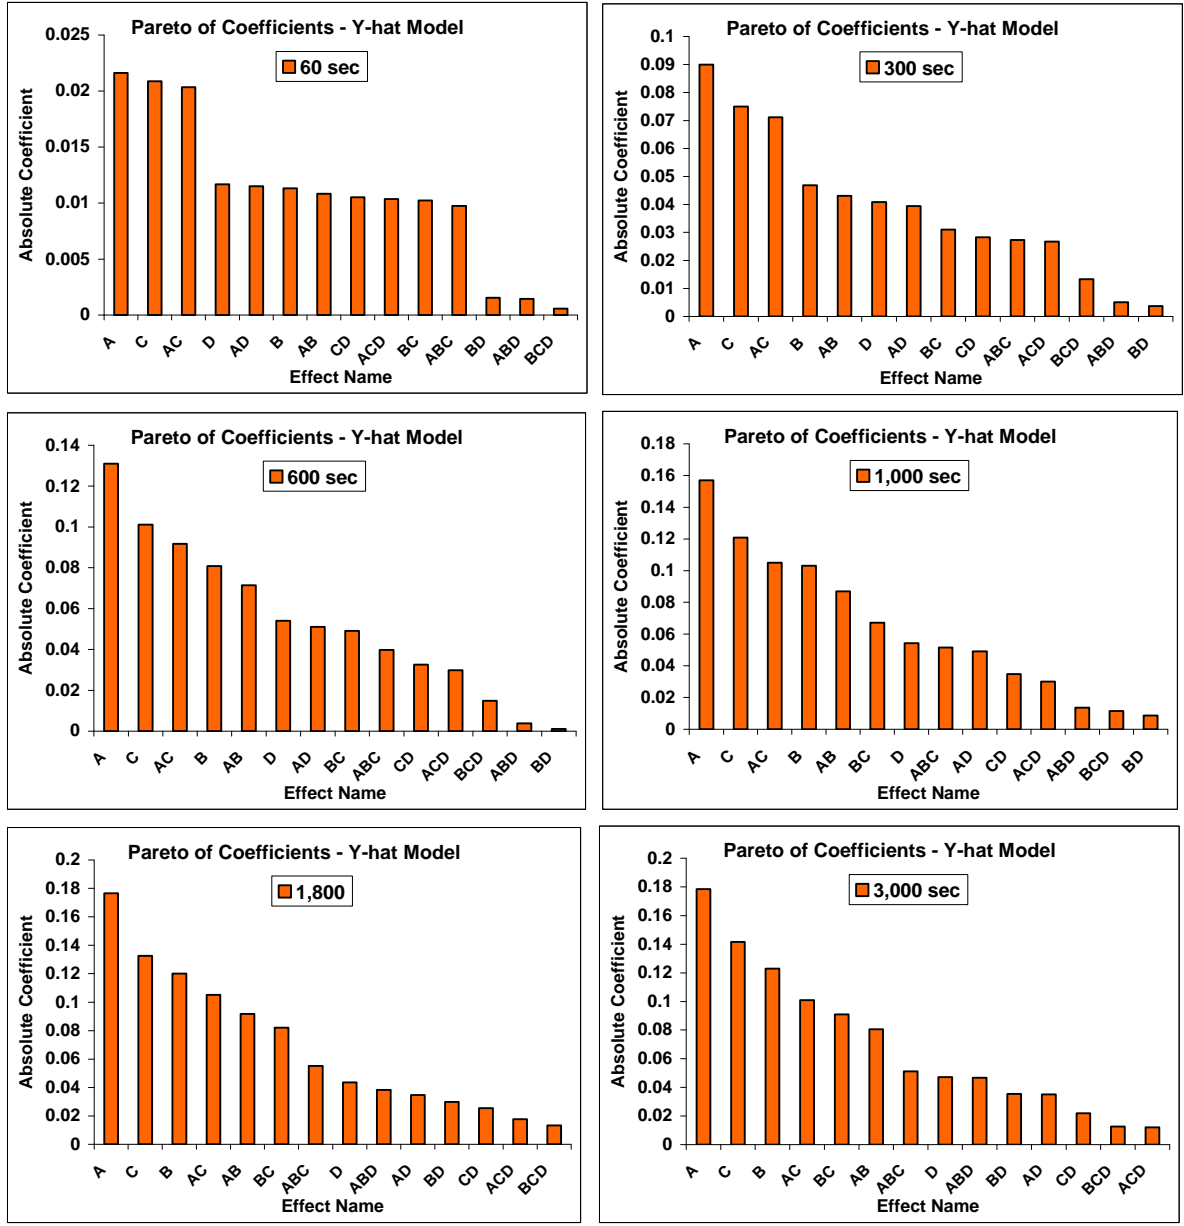 Pareto of Coefficients - Y-hat Model
60 sec
Absolute Coefficient
0.025
0.02
0.015
0.01
0.005
0
A C AC D AD B AB CD ACD BC ABC BD ABD BCD
Effect Name
Pareto of Coefficients - Y-hat Model
300 sec
Absolute Coefficient
0.1
0.09
0.08
0.07
0.06
0.05
0.04
0.03
0.02
0.01
0
A C AC B AB D AD BC CD ABC ACD BCD ABD BD
Effect Name
Pareto of Coefficients - Y-hat Model
600 sec
Absolute Coefficient
0.14
0.12
0.1
0.08
0.06
0.04
0.02
0
A C AC B AB D AD BC ABC CD ACD BCD ABD BD
Effect Name
Pareto of Coefficients - Y-hat Model
1,000 sec
Absolute Coefficient
0.18
0.16
0.14
0.12
0.1
0.08
0.06
0.04
0.02
0
A C AC B AB BC D ABC AD CD ACD ABD BCD BD
Effect Name
Pareto of Coefficients - Y-hat Model
1,800
Absolute Coefficient
0.2
0.18
0.16
0.14
0.12
0.1
0.08
0.06
0.04
0.02
0
A C B AC AB BC ABC D ABD AD BD CD ACD BCD
Effect Name
Pareto of Coefficients - Y-hat Model
3,000 sec
Absolute Coefficient
0.2
0.18
0.16
0.14
0.12
0.1
0.08
0.06
0.04
0.02
0
A C B AC BC AB ABC D ABD BD AD CD BCD ACD
Effect Name